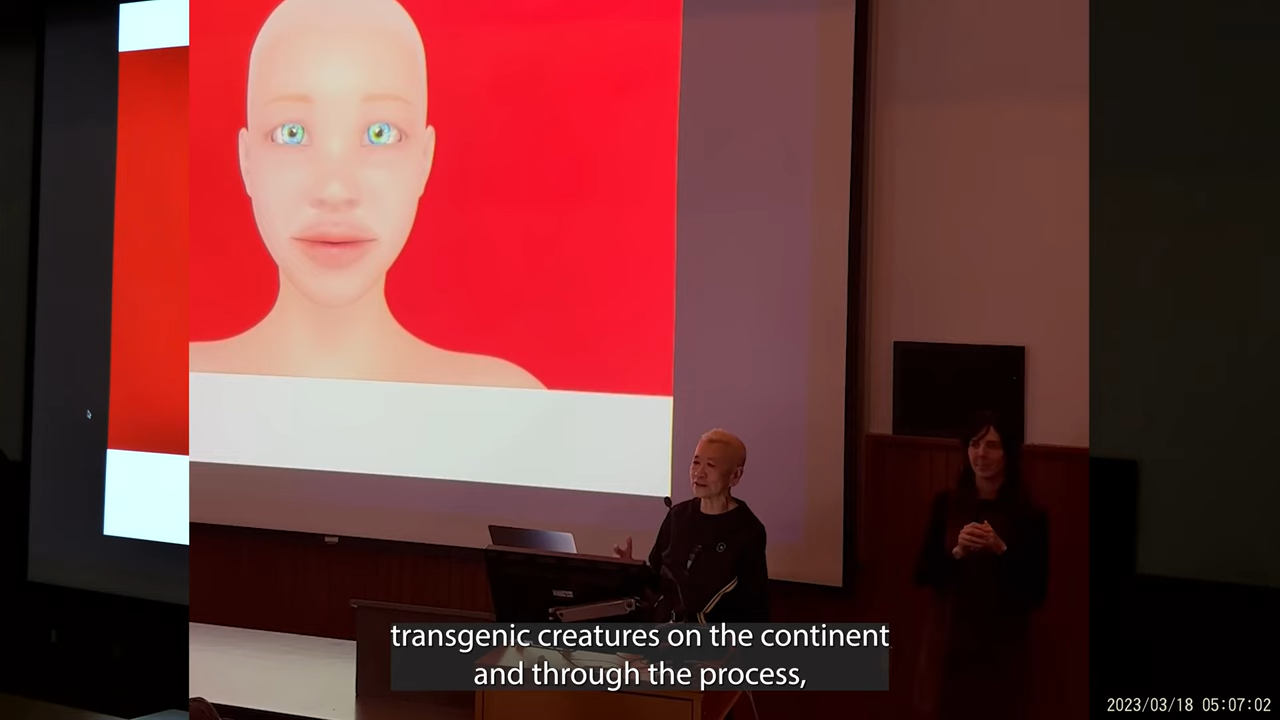 transgenic creatures on the continent
and through the process,
2023/03/18 05:07:02